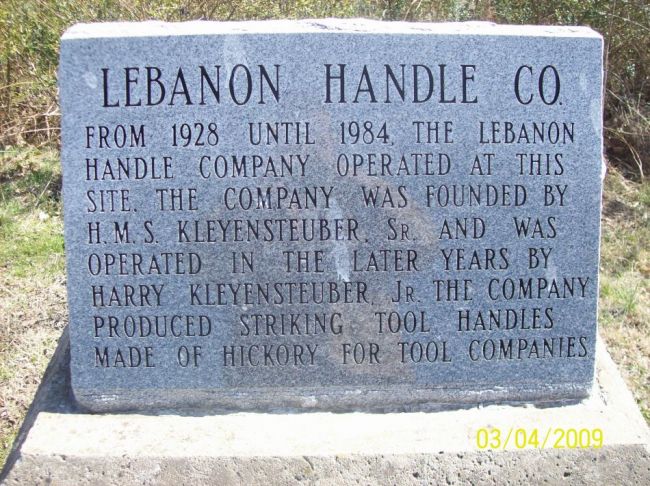 LEBANON HANDLE CO.
FROM 1928 UNTIL 1984, THE LEBANON
HANDLE COMPANY OPERATED AT THIS
SITE. THE COMPANY WAS FOUNDED BY
H.M.S. KLEYENSTEUBER, SR. AND WAS
OPERATED IN THE LATER YEARS BY
HARRY KLEYENSTEUBER, JR. THE COMPANY
PRODUCED STRIKING TOOL HANDLES
MADE OF HICKORY FOR TOOL COMPANIES
03/04/2009